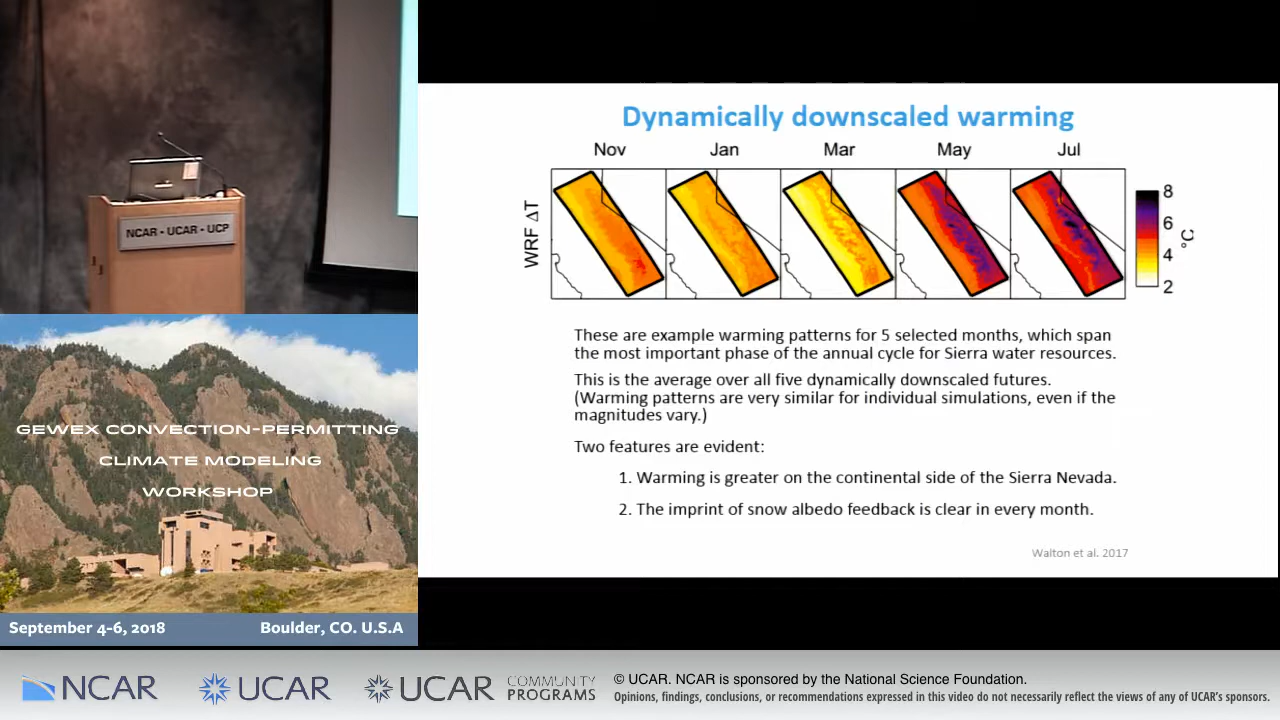 NCAR • UCAR • UCP
GEWEX CONVECTION-PERMITTING
CLIMATE MODELING
WORKSHOP
September 4-6, 2018
Boulder, CO. U.S.A
Dynamically downscaled warming
Nov
Jan
Mar
May
Jul
WRF ΔT
8
6
4
2
°C
These are example warming patterns for 5 selected months, which span
the most important phase of the annual cycle for Sierra water resources.
This is the average over all five dynamically downscaled futures.
(Warming patterns are very similar for individual simulations, even if the
magnitudes vary.)
Two features are evident:
1. Warming is greater on the continental side of the Sierra Nevada.
2. The imprint of snow albedo feedback is clear in every month.
Walton et al. 2017
NCAR
UCAR
UCAR
COMMUNITY
PROGRAMS
© UCAR. NCAR is sponsored by the National Science Foundation.
Opinions, findings, conclusions, or recommendations expressed in this video do not necessarily reflect the views of any of UCAR's sponsors.